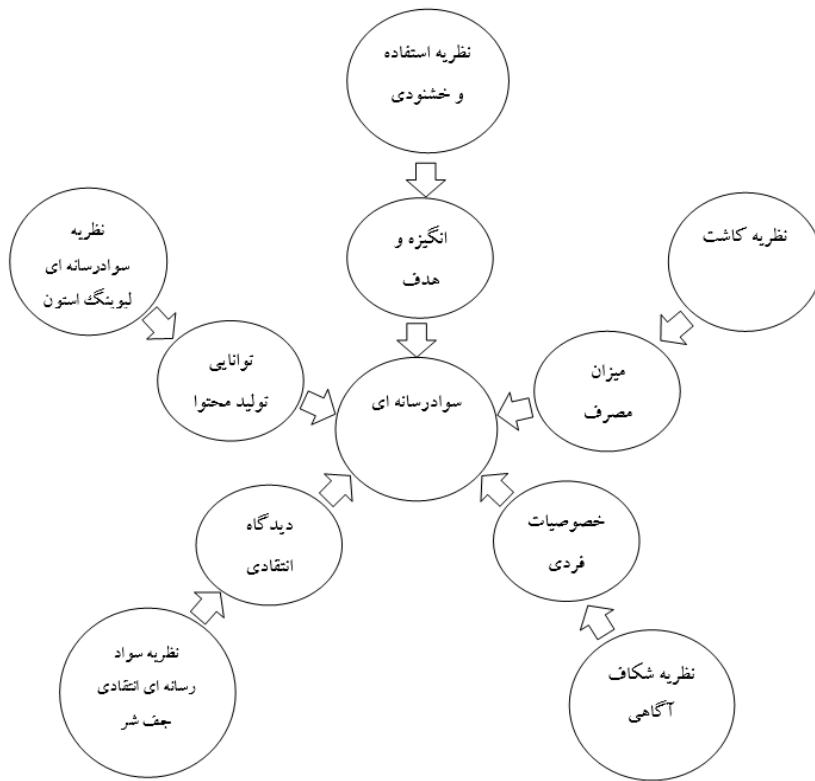 نظریه استفاده
و خشنودی
انگیزه و
هدف
نظریه کاشت
میزان
مصرف
نظریه
سوادرسانه ای
لیوینگ استون
توانایی
تولید محتوا
سوادرسانه ای
دیدگاه
انتقادی
خصوصیات
فردی
نظریه سواد
رسانه ای انتقادی
جف شر
نظریه شکاف
آگاهی